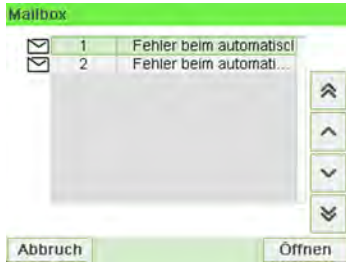 Mailbox
1 Fehler beim automatiscl
2 Fehler beim automati...
Abbruch Öffnen